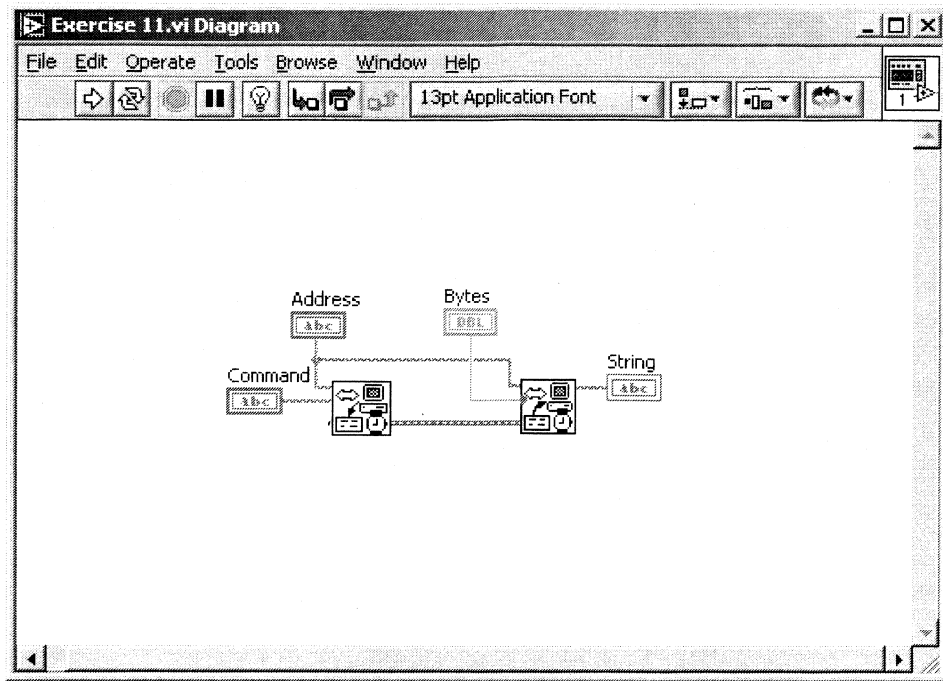 Exercise 11.vi Diagram
File Edit Operate Tools Browse Window Help
13pt Application Font
1
Address
abc
Bytes
DBL
String
abc
Command
abc